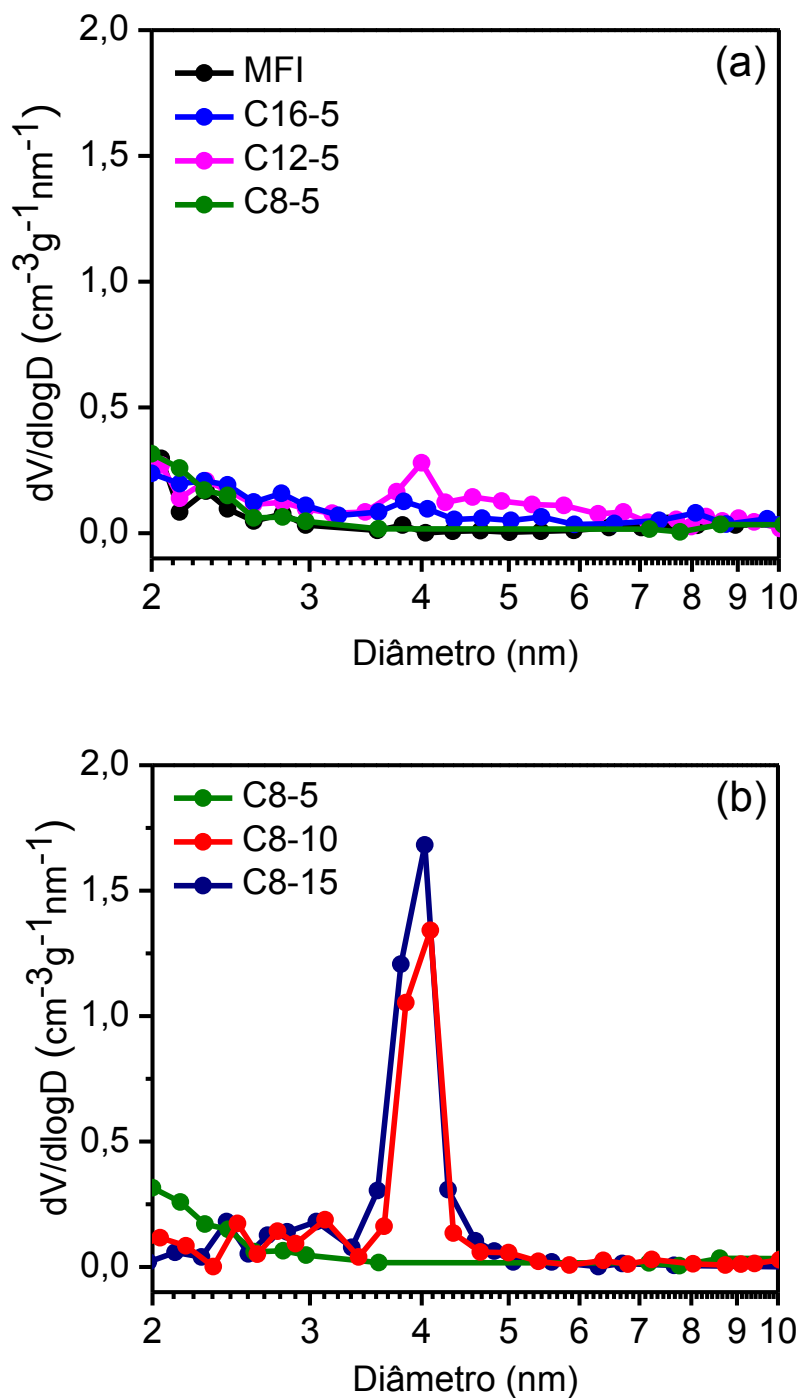 (a)
MFI
C16-5
C12-5
C8-5
2,0
1,5
1,0
0,5
0,0
dV/dlogD (cm⁻³g⁻¹nm⁻¹)
2 3 4 5 6 7 8 9 10
Diâmetro (nm)
(b)
C8-5
C8-10
C8-15
2,0
1,5
1,0
0,5
0,0
dV/dlogD (cm⁻³g⁻¹nm⁻¹)
2 3 4 5 6 7 8 9 10
Diâmetro (nm)